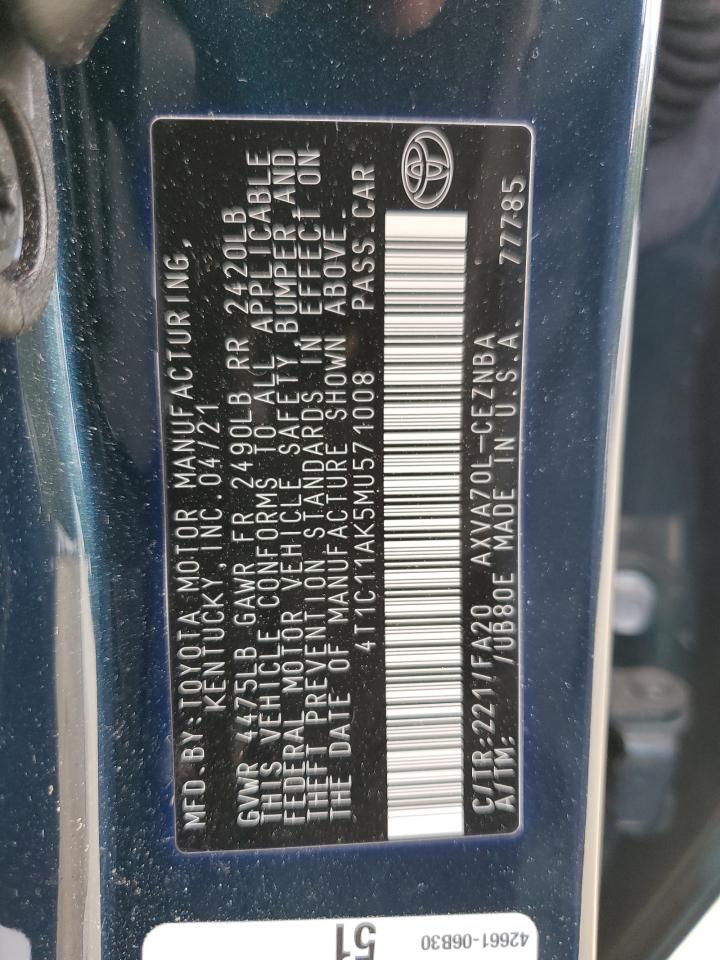 MFD.BY:TOYOTA MOTOR MANUFACTURING,
KENTUCKY,INC.04/21
GVWR 4475LB GAWR FR 2490LB RR 2420LB
THIS VEHICLE CONFORMS TO ALL APPLICABLE
FEDERAL MOTOR VEHICLE SAFETY,BUMPER,AND
THEFT PREVENTION STANDARDS IN EFFECT ON
THE DATE OF MANUFACTURE SHOWN ABOVE.
4T1C11AK5MU571008 PASS.CAR
C/TR:221/FA20 AXVA70L-CEZNBA 77785
A/TM: /UB80E MADE IN U.S.A.
42661-06B30
51